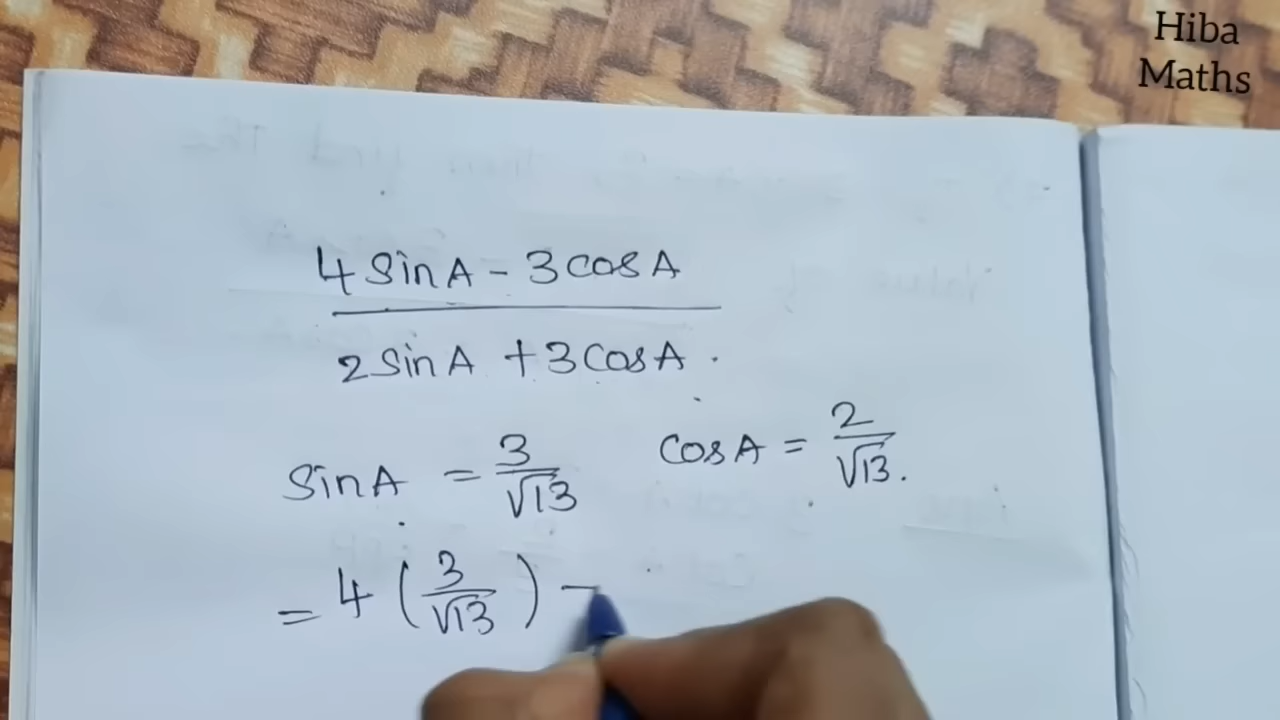 Hiba
Maths
4 sinA - 3 cosA
2 sinA + 3 cosA .
sinA = 3/√13 cosA = 2/√13.
= 4 ( 3/√13 ) -